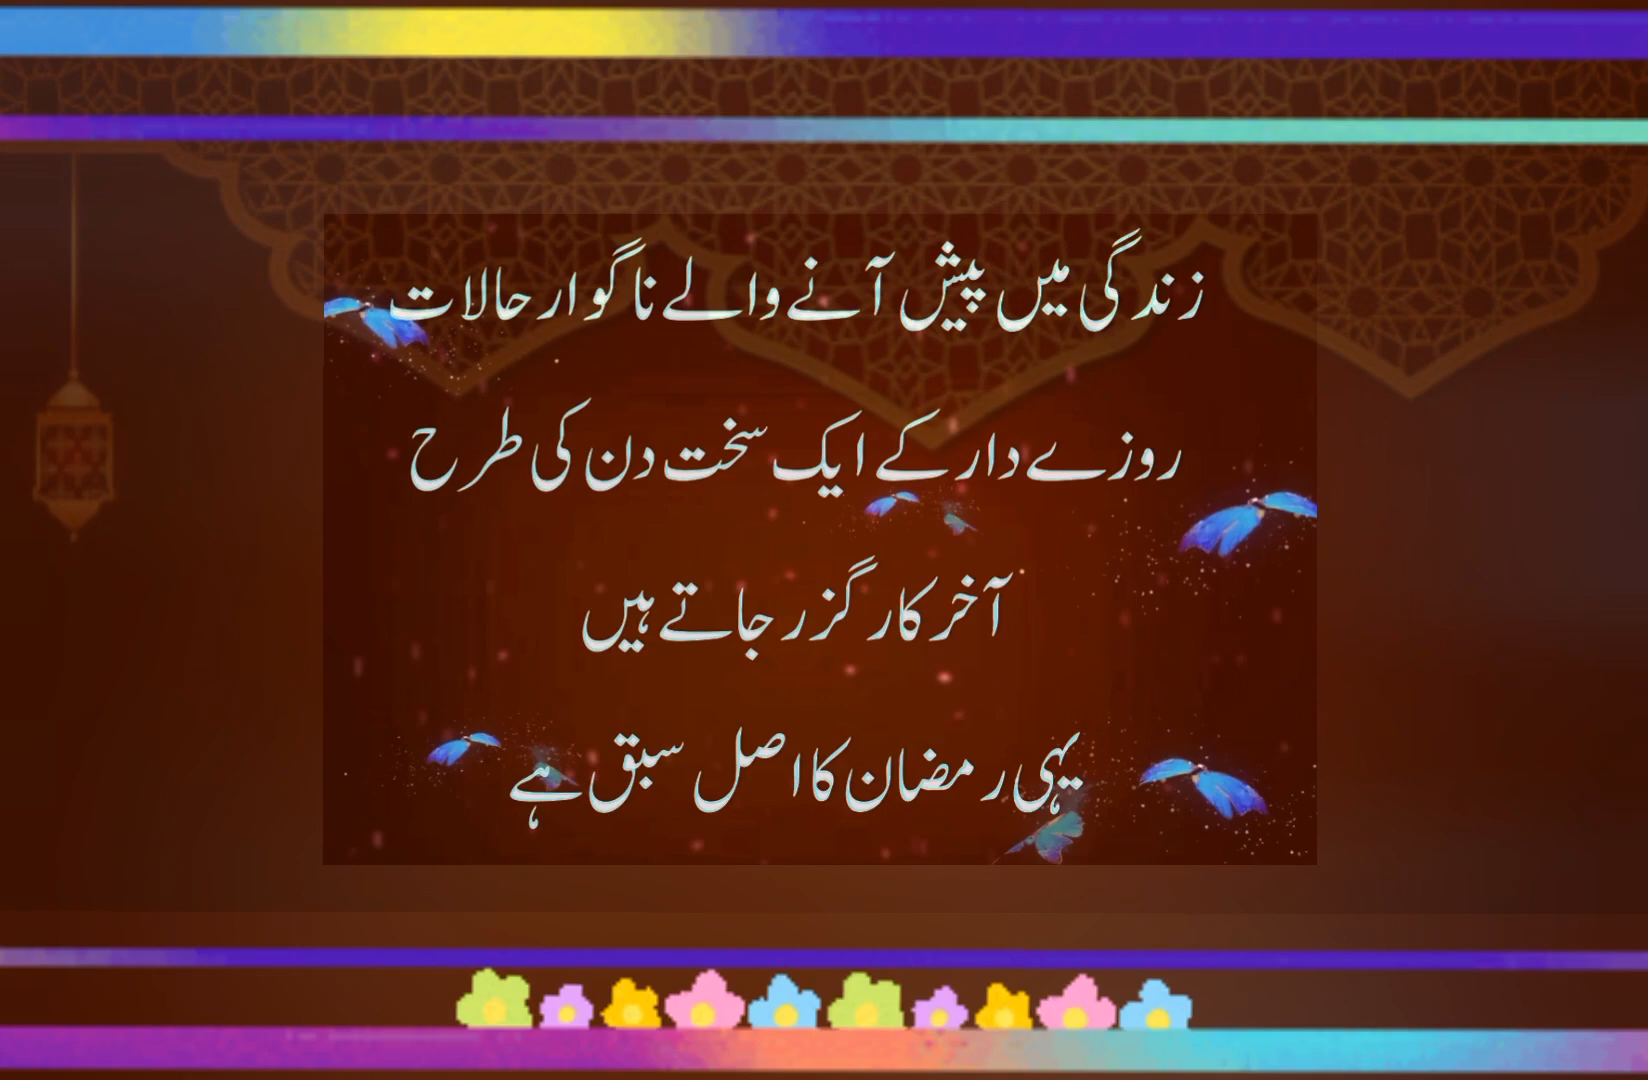 زندگی میں پیش آنے والے ناگوار حالات
روزے دار کے ایک سخت دن کی طرح
آخر کار گزر جاتے ہیں
یہی رمضان کا اصل سبق ہے